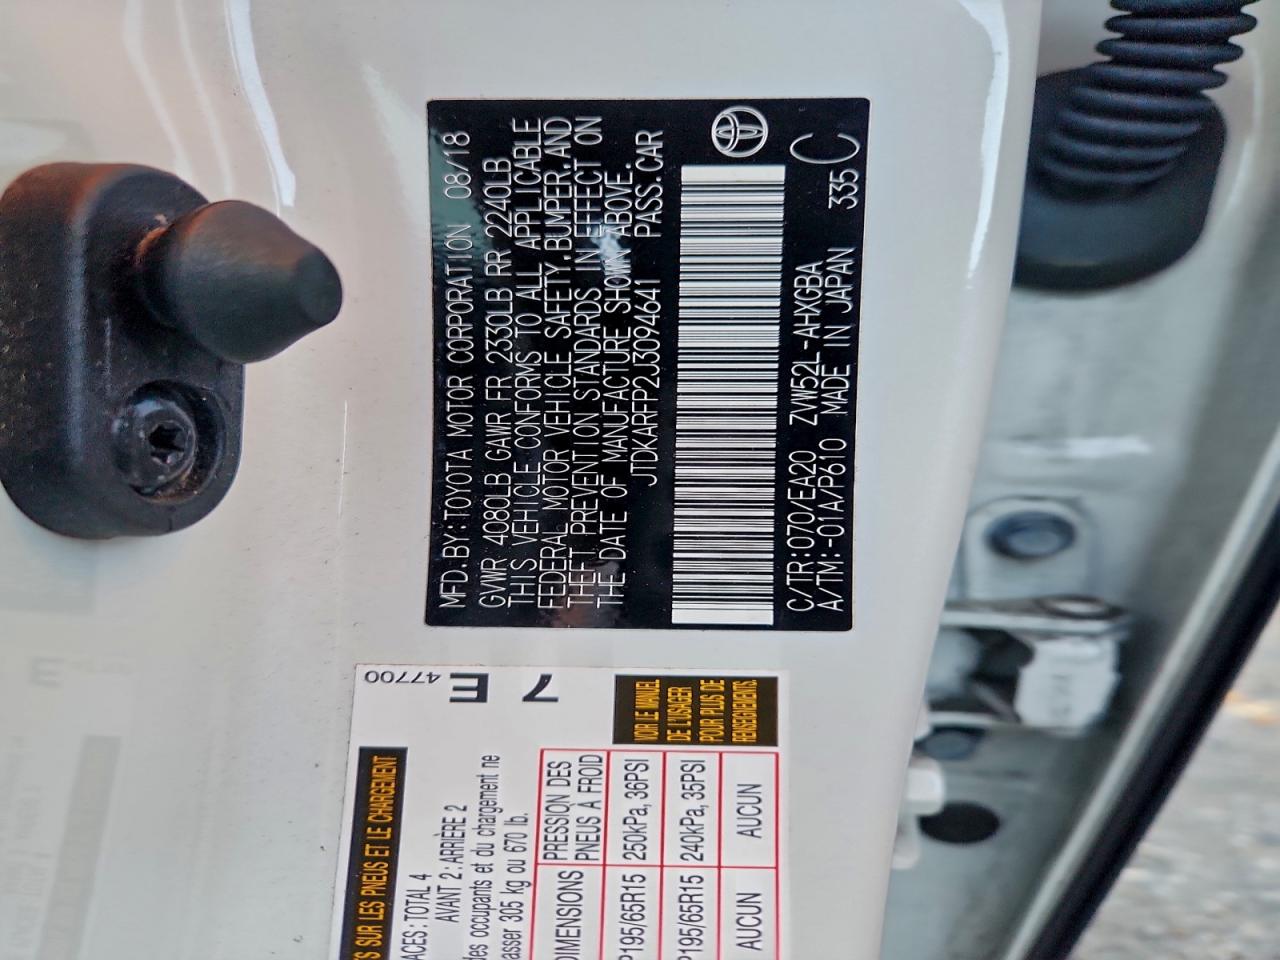 MFD.BY:TOYOTA MOTOR CORPORATION 08/18
GVWR 4080LB GAWR FR 2330LB RR 2240LB
THIS VEHICLE CONFORMS TO ALL APPLICABLE
FEDERAL MOTOR VEHICLE SAFETY,BUMPER,AND
THEFT PREVENTION STANDARDS IN EFFECT ON
THE DATE OF MANUFACTURE SHOWN ABOVE.
JTDKARFP2J3094641 PASS.CAR
C/TR:070/EA20 ZVW52L-AHXGBA
A/TM:-01A/P610 MADE IN JAPAN 335 C
47700
E
7
VOIR LE MANUEL
DE L'USAGER
POUR PLUS DE
RENSEIGNEMENTS.
SUR LES PNEUS ET LE CHARGEMENT
TOTAL 4
AVANT 2 ARRIÈRE 2
des occupants et du chargement ne
305 kg ou 670 lb.
DIMENSIONS PRESSION DES
PNEUS À FROID
P195/65R15 250kPa, 36PSI
P195/65R15 240kPa, 35PSI
AUCUN AUCUN